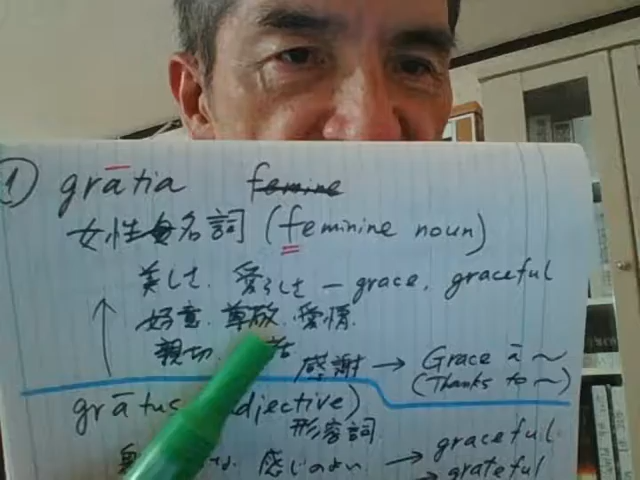 ① grātia femine
女性名詞 (feminine noun)
美しさ、愛らしさ – grace, graceful
好意、尊敬、愛情
親切、
感謝 → Grace ā ~
(Thanks to ~)
grātus adjective)
形容詞
感じのよい → graceful
→ grateful